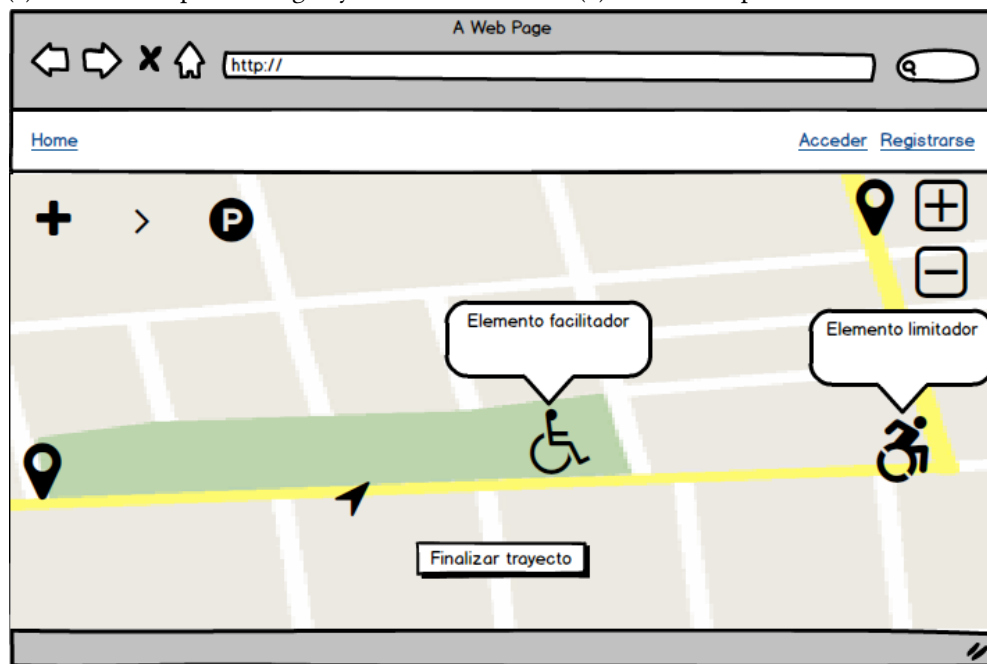 A Web Page
http://
Home
Acceder Registrarse
P
Elemento facilitador
Elemento limitador
Finalizar trayecto